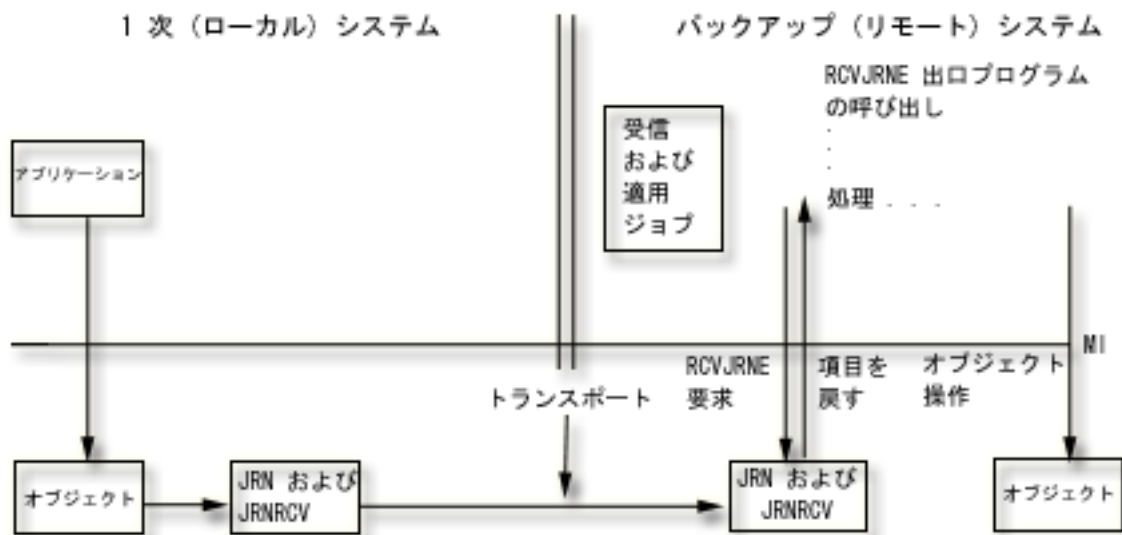 1 次（ローカル）システム
バックアップ（リモート）システム
RCVJRNE 出口プログラム
の呼び出し
.
.
.
処理 . . .
受信
および
適用
ジョブ
アプリケーション
MI
RCVJRNE
要求
項目を
戻す
オブジェクト
操作
トランスポート
オブジェクト
JRN および
JRNRCV
JRN および
JRNRCV
オブジェクト